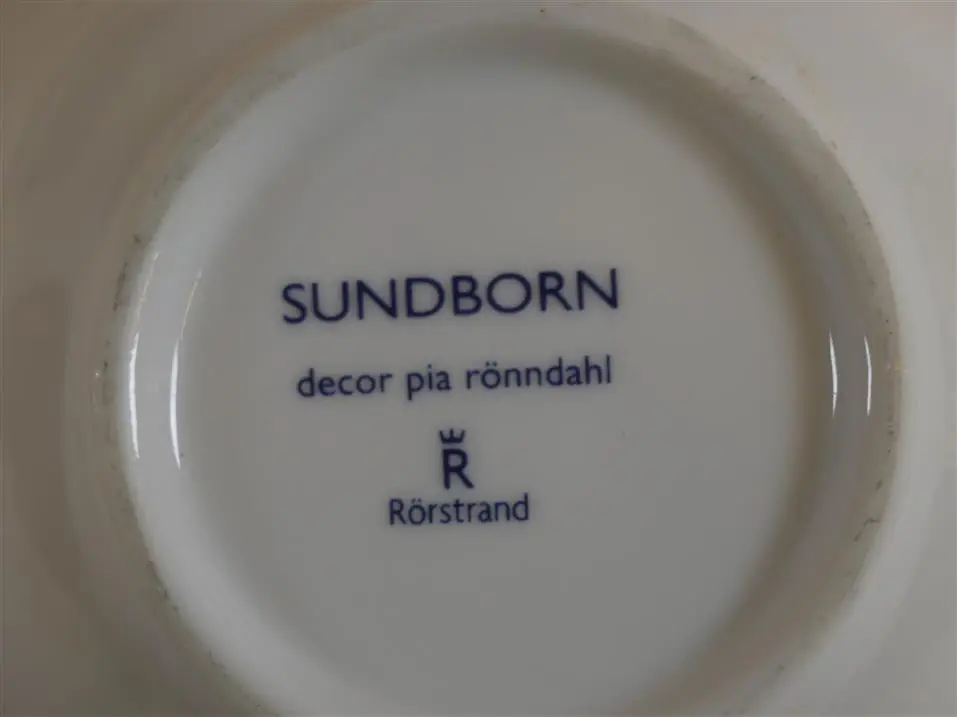 SUNDBORN
decor pia rönndahl
R
Rörstrand